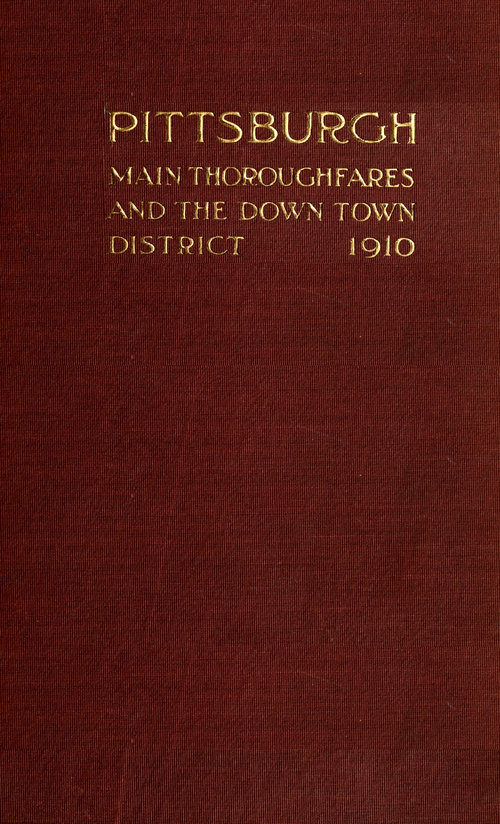 PITTSBURGH
MAIN THOROUGHFARES
AND THE DOWN TOWN
DISTRICT 1910